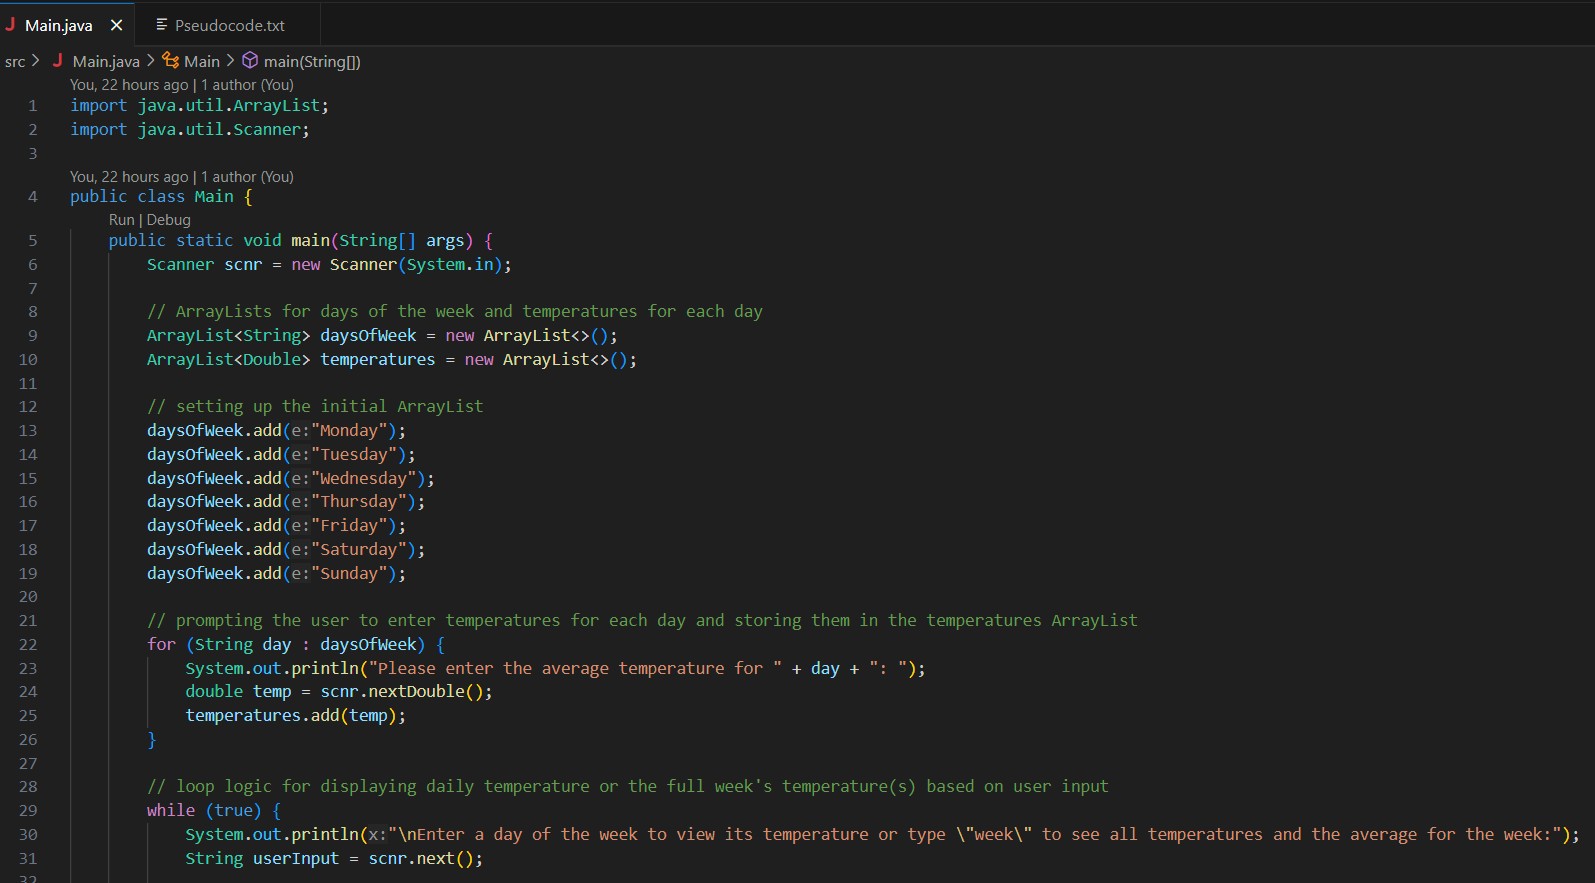 Main.java
Pseudocode.txt
src > Main.java > Main > main(String[])
You, 22 hours ago | 1 author (You)
1 import java.util.ArrayList;
2 import java.util.Scanner;
3
You, 22 hours ago | 1 author (You)
4 public class Main {
Run | Debug
5 public static void main(String[] args) {
6 Scanner scnr = new Scanner(System.in);
7
8 // ArrayLists for days of the week and temperatures for each day
9 ArrayList<String> daysOfWeek = new ArrayList<>();
10 ArrayList<Double> temperatures = new ArrayList<>();
11
12 // setting up the initial ArrayList
13 daysOfWeek.add(e:"Monday");
14 daysOfWeek.add(e:"Tuesday");
15 daysOfWeek.add(e:"Wednesday");
16 daysOfWeek.add(e:"Thursday");
17 daysOfWeek.add(e:"Friday");
18 daysOfWeek.add(e:"Saturday");
19 daysOfWeek.add(e:"Sunday");
20
21 // prompting the user to enter temperatures for each day and storing them in the temperatures ArrayList
22 for (String day : daysOfWeek) {
23 System.out.println("Please enter the average temperature for " + day + ": ");
24 double temp = scnr.nextDouble();
25 temperatures.add(temp);
26 }
27
28 // loop logic for displaying daily temperature or the full week's temperature(s) based on user input
29 while (true) {
30 System.out.println(x:"\nEnter a day of the week to view its temperature or type \"week\" to see all temperatures and the average for the week:");
31 String userInput = scnr.next();
32